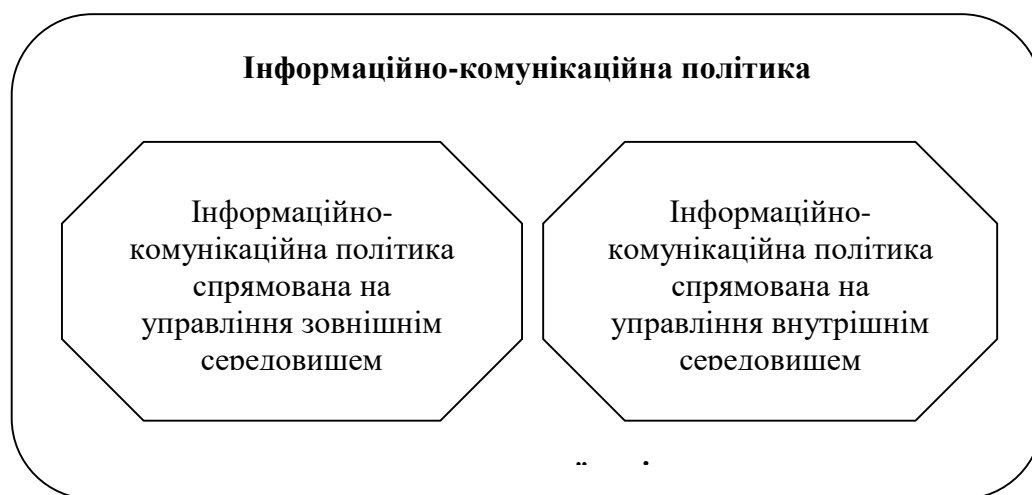 Інформаційно-комунікаційна політика
Інформаційно-
комунікаційна політика
спрямована на
управління зовнішнім
середовищем
Інформаційно-
комунікаційна політика
спрямована на
управління внутрішнім
середовищем